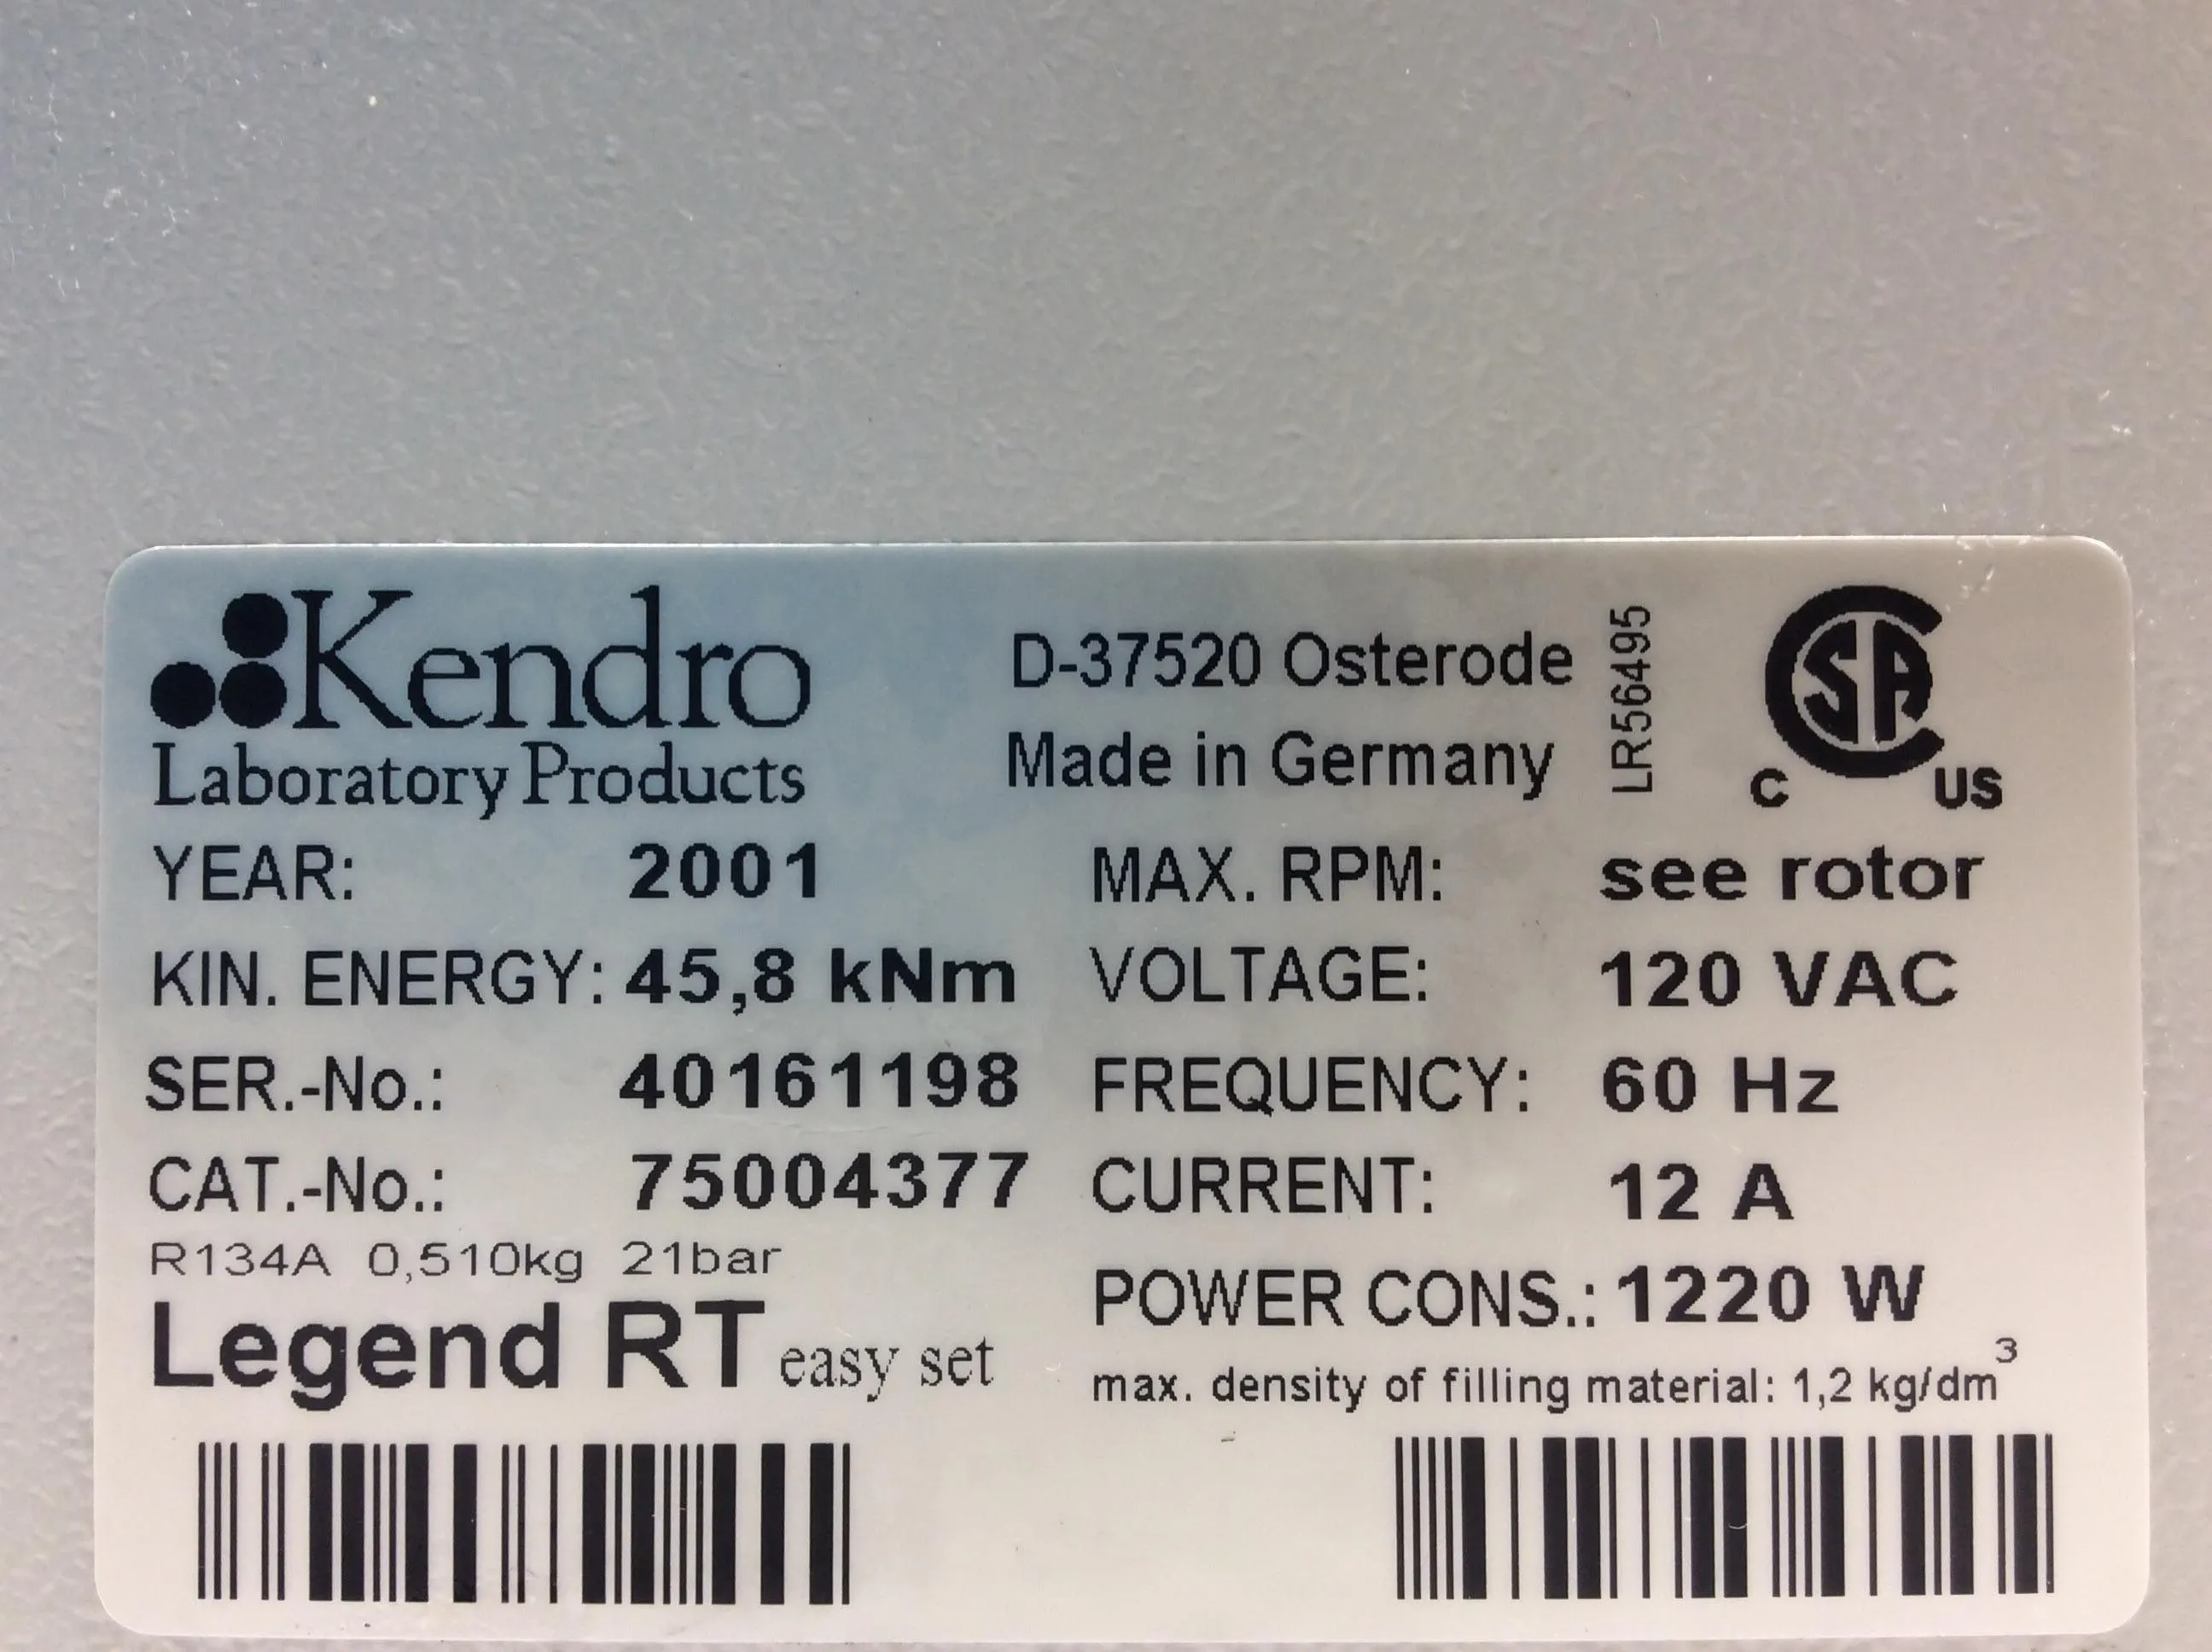 Kendro
Laboratory Products
D-37520 Osterode
Made in Germany
LR56495
CSA
C US
YEAR: 2001
MAX. RPM: see rotor
KIN. ENERGY: 45,8 kNm
VOLTAGE: 120 VAC
SER.-No.: 40161198
FREQUENCY: 60 Hz
CAT.-No.: 75004377
CURRENT: 12 A
R134A 0,510kg 21bar
POWER CONS.: 1220 W
Legend RT easy set
max. density of filling material: 1,2 kg/dm³